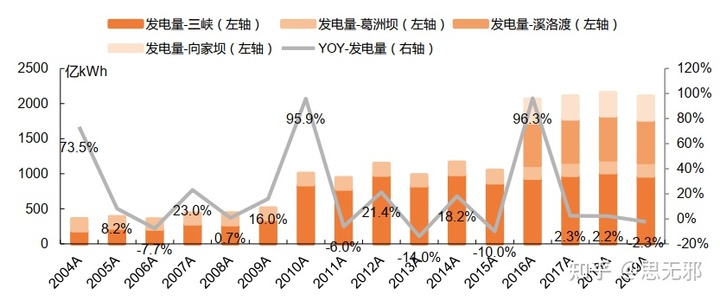 发电量-三峡（左轴） 发电量-葛洲坝（左轴） 发电量-溪洛渡（左轴）
发电量-向家坝（左轴） YOY-发电量（右轴）
2500 亿kWh 120%
100%
2000 95.9% 96.3% 80%
1500 73.5% 60%
1000 40%
23.0% 16.0% 21.4% 18.2% 20%
500 8.2% 0.7% 2.3% 2.2% 0%
-7.7% -6.0% -14.0% -10.0% -2.3%
0 -20%
2004A 2005A 2006A 2007A 2008A 2009A 2010A 2011A 2012A 2013A 2014A 2015A 2016A 2017A 2018A 2019A
知乎 @思无邪